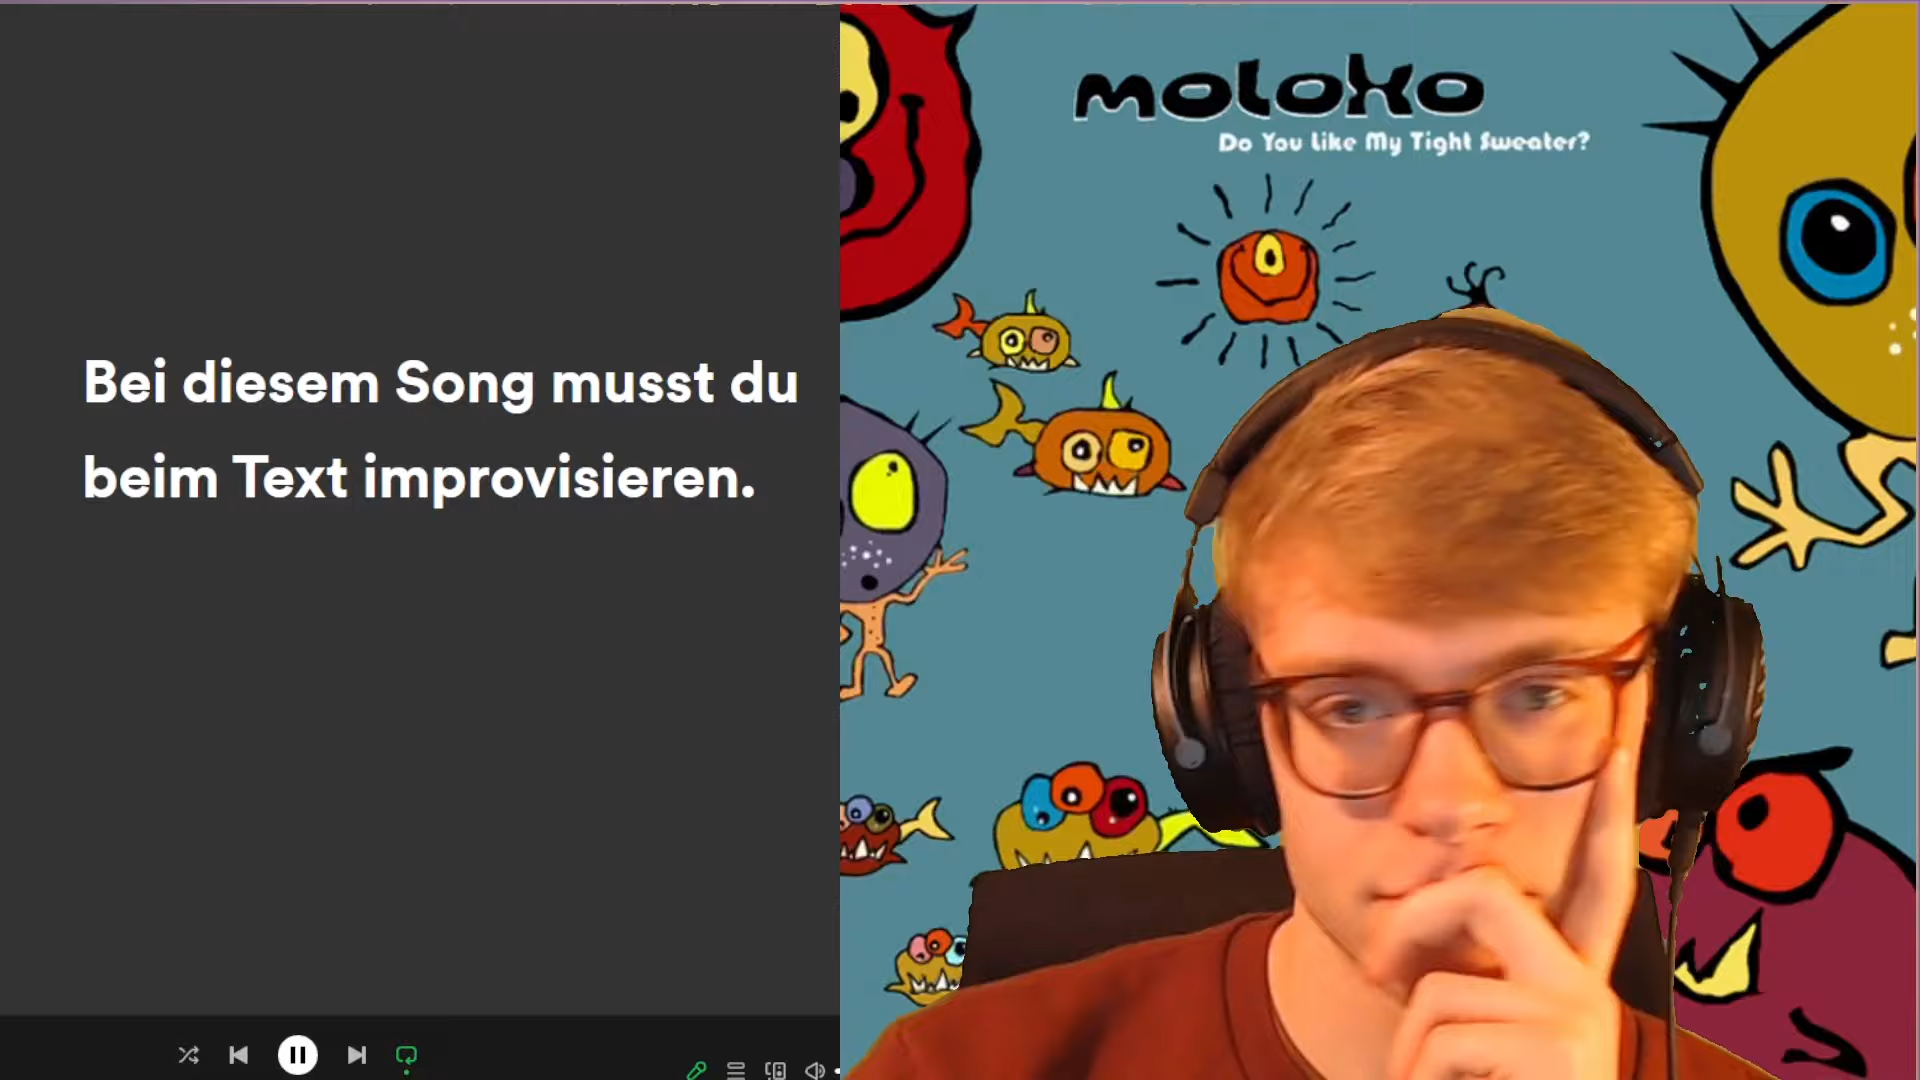 Bei diesem Song musst du
beim Text improvisieren.
moloko
Do You Like My Tight Sweater?